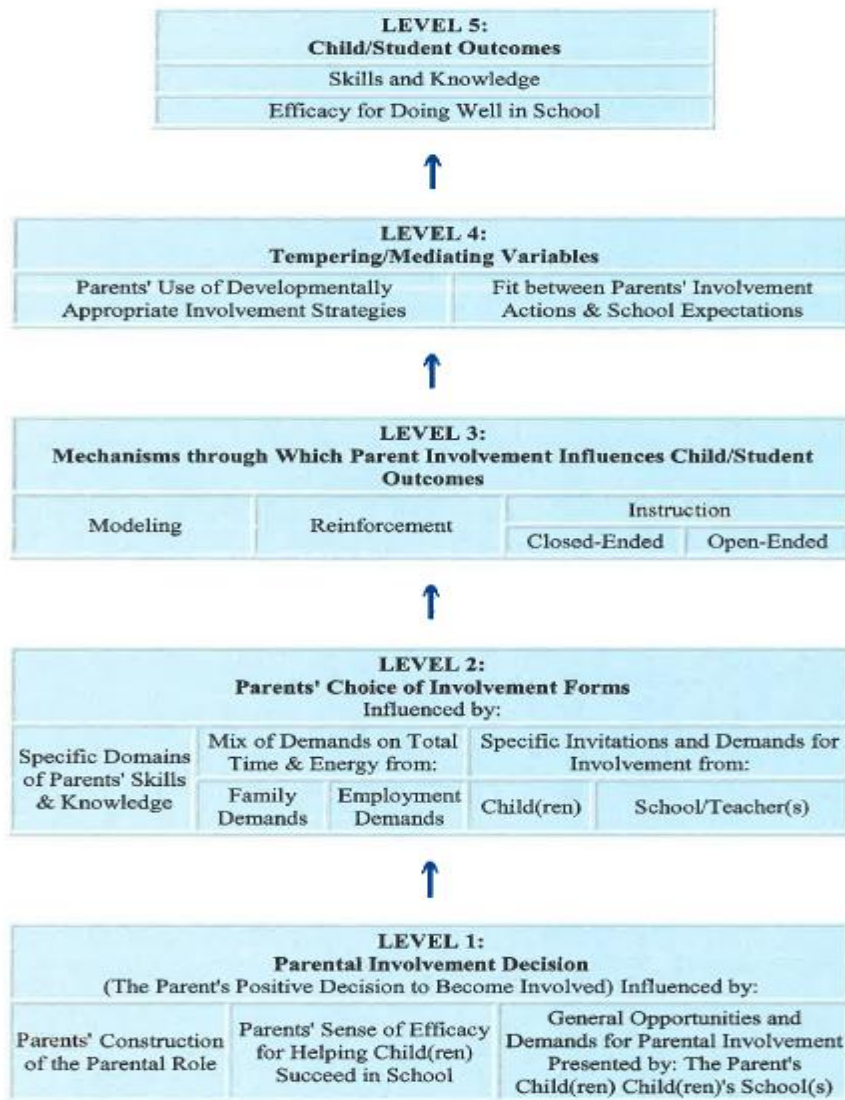 LEVEL 5:
Child/Student Outcomes
Skills and Knowledge
Efficacy for Doing Well in School
LEVEL 4:
Tempering/Mediating Variables
Parents' Use of Developmentally
Appropriate Involvement Strategies
Fit between Parents' Involvement
Actions & School Expectations
LEVEL 3:
Mechanisms through Which Parent Involvement Influences Child/Student
Outcomes
Modeling
Reinforcement
Instruction
Closed-Ended
Open-Ended
LEVEL 2:
Parents' Choice of Involvement Forms
Influenced by:
Specific Domains
of Parents' Skills
& Knowledge
Mix of Demands on Total
Time & Energy from:
Family
Demands
Employment
Demands
Specific Invitations and Demands for
Involvement from:
Child(ren)
School/Teacher(s)
LEVEL 1:
Parental Involvement Decision
(The Parent's Positive Decision to Become Involved) Influenced by:
Parents' Construction
of the Parental Role
Parents' Sense of Efficacy
for Helping Child(ren)
Succeed in School
General Opportunities and
Demands for Parental Involvement
Presented by: The Parent's
Child(ren) Child(ren)'s School(s)